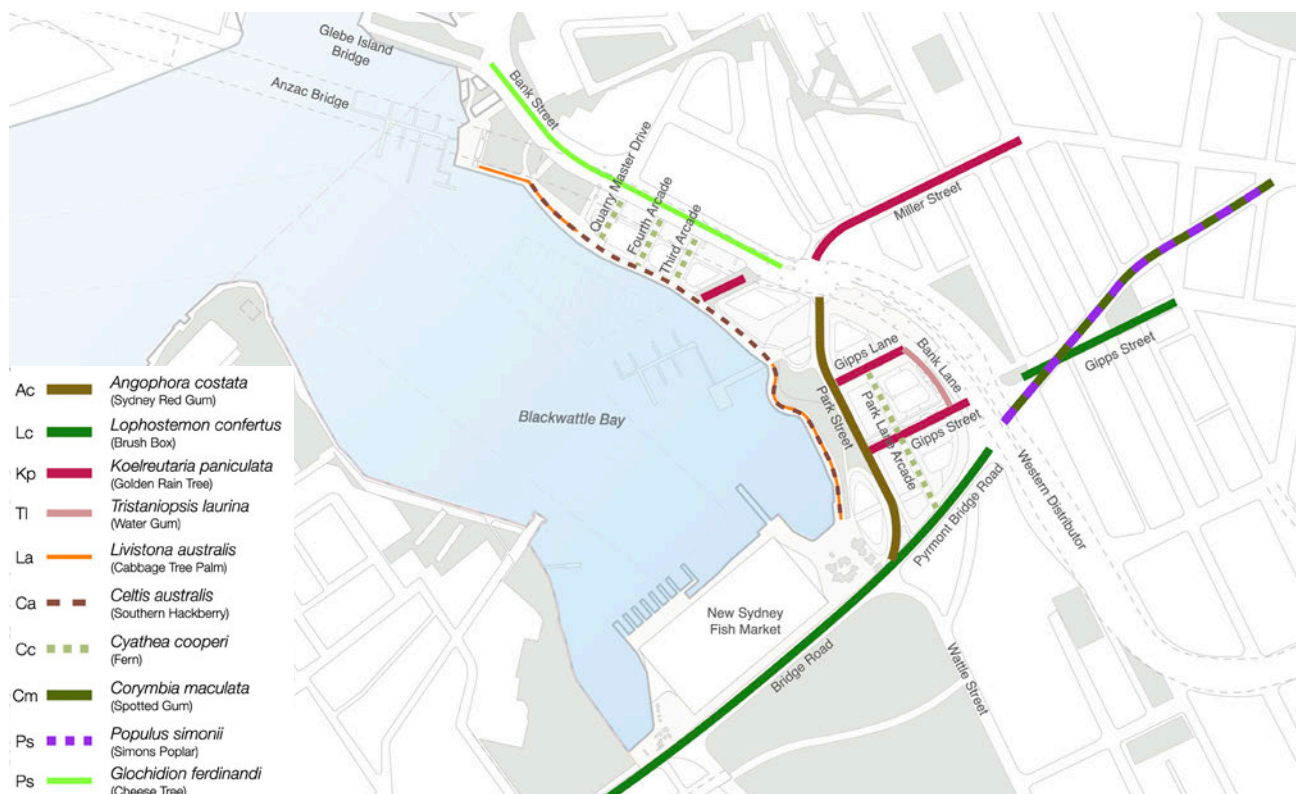 Glebe Island
Bridge
Anzac Bridge
Bank Street
Quarry Master Drive
Fourth Arcade
Third Arcade
Miller Street
Gipps Lane
Bank Lane
Gipps Street
Park Street
Park Lane Arcade
Gipps Street
Blackwattle Bay
Pyrmont Bridge Road
Western Distributor
New Sydney
Fish Market
Bridge Road
Wattle Street
Ac Angophora costata
(Sydney Red Gum)
Lc Lophostemon confertus
(Brush Box)
Kp Koelreutaria paniculata
(Golden Rain Tree)
Tl Tristaniopsis laurina
(Water Gum)
La Livistona australis
(Cabbage Tree Palm)
Ca Celtis australis
(Southern Hackberry)
Cc Cyathea cooperi
(Fern)
Cm Corymbia maculata
(Spotted Gum)
Ps Populus simonii
(Simons Poplar)
Ps Glochidion ferdinandi
(Cheese Tree)